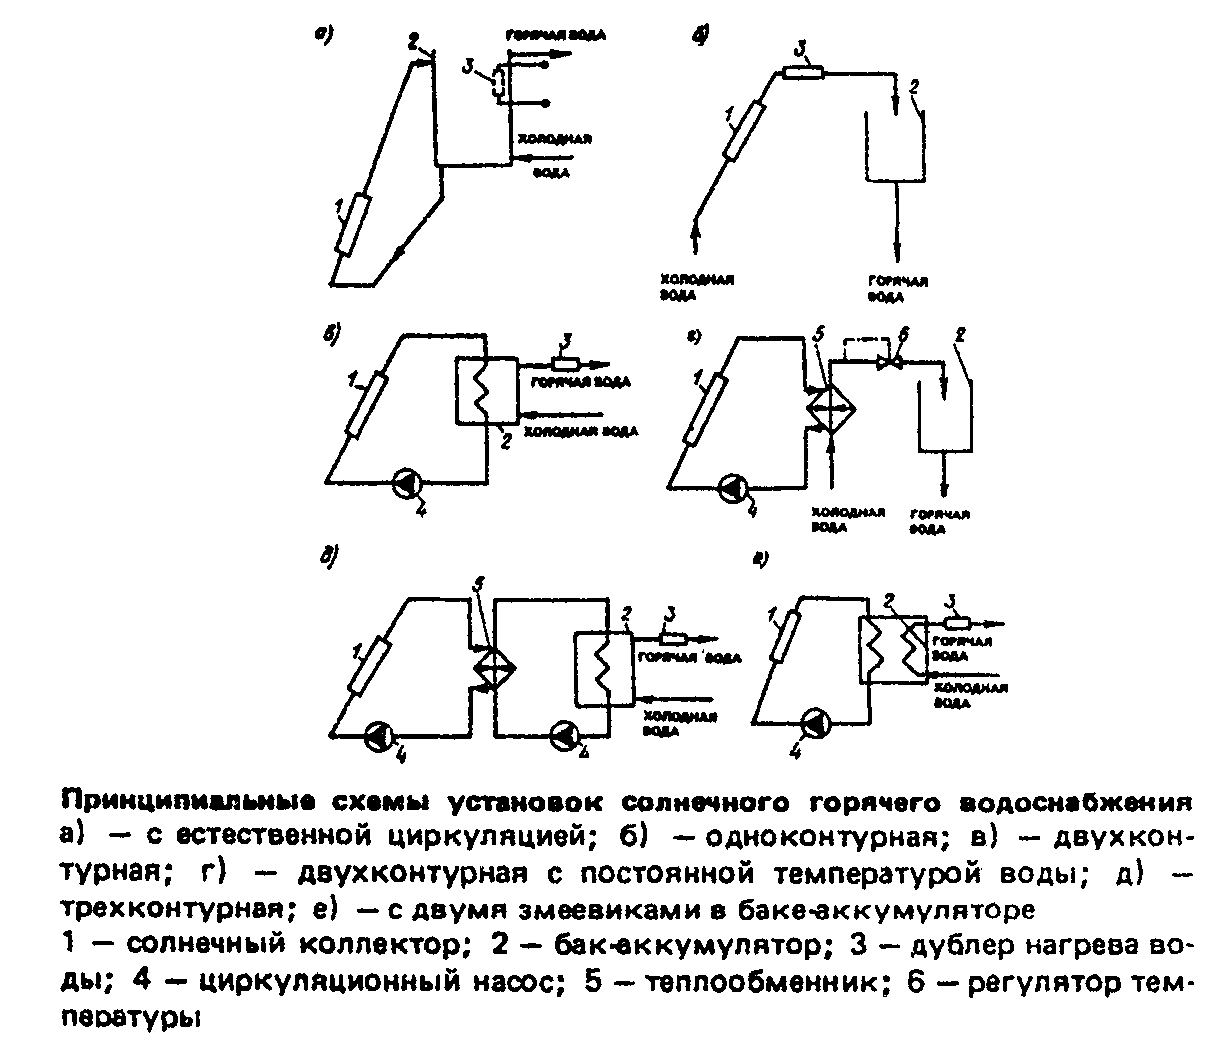 а)
2
ГОРЯЧАЯ ВОДА
3
ХОЛОДНАЯ
ВОДА
1
б)
3
1
2
ХОЛОДНАЯ
ВОДА
ГОРЯЧАЯ
ВОДА
в)
1
3
ГОРЯЧАЯ ВОДА
ХОЛОДНАЯ ВОДА
2
4
г)
1
5
6
2
4
ХОЛОДНАЯ
ВОДА
ГОРЯЧАЯ
ВОДА
д)
1
5
2
3
ГОРЯЧАЯ ВОДА
ХОЛОДНАЯ
ВОДА
4
4
е)
1
2
3
ГОРЯЧАЯ
ВОДА
ХОЛОДНАЯ
ВОДА
4
Принципиальные схемы установок солнечного горячего водоснабжения
а) — с естественной циркуляцией; б) — одноконтурная; в) — двухкон-
турная; г) — двухконтурная с постоянной температурой воды; д) —
трехконтурная; е) — с двумя змеевиками в баке-аккумуляторе
1 — солнечный коллектор; 2 — бак-аккумулятор; 3 — дублер нагрева во-
ды; 4 — циркуляционный насос; 5 — теплообменник; 6 — регулятор тем-
пературы